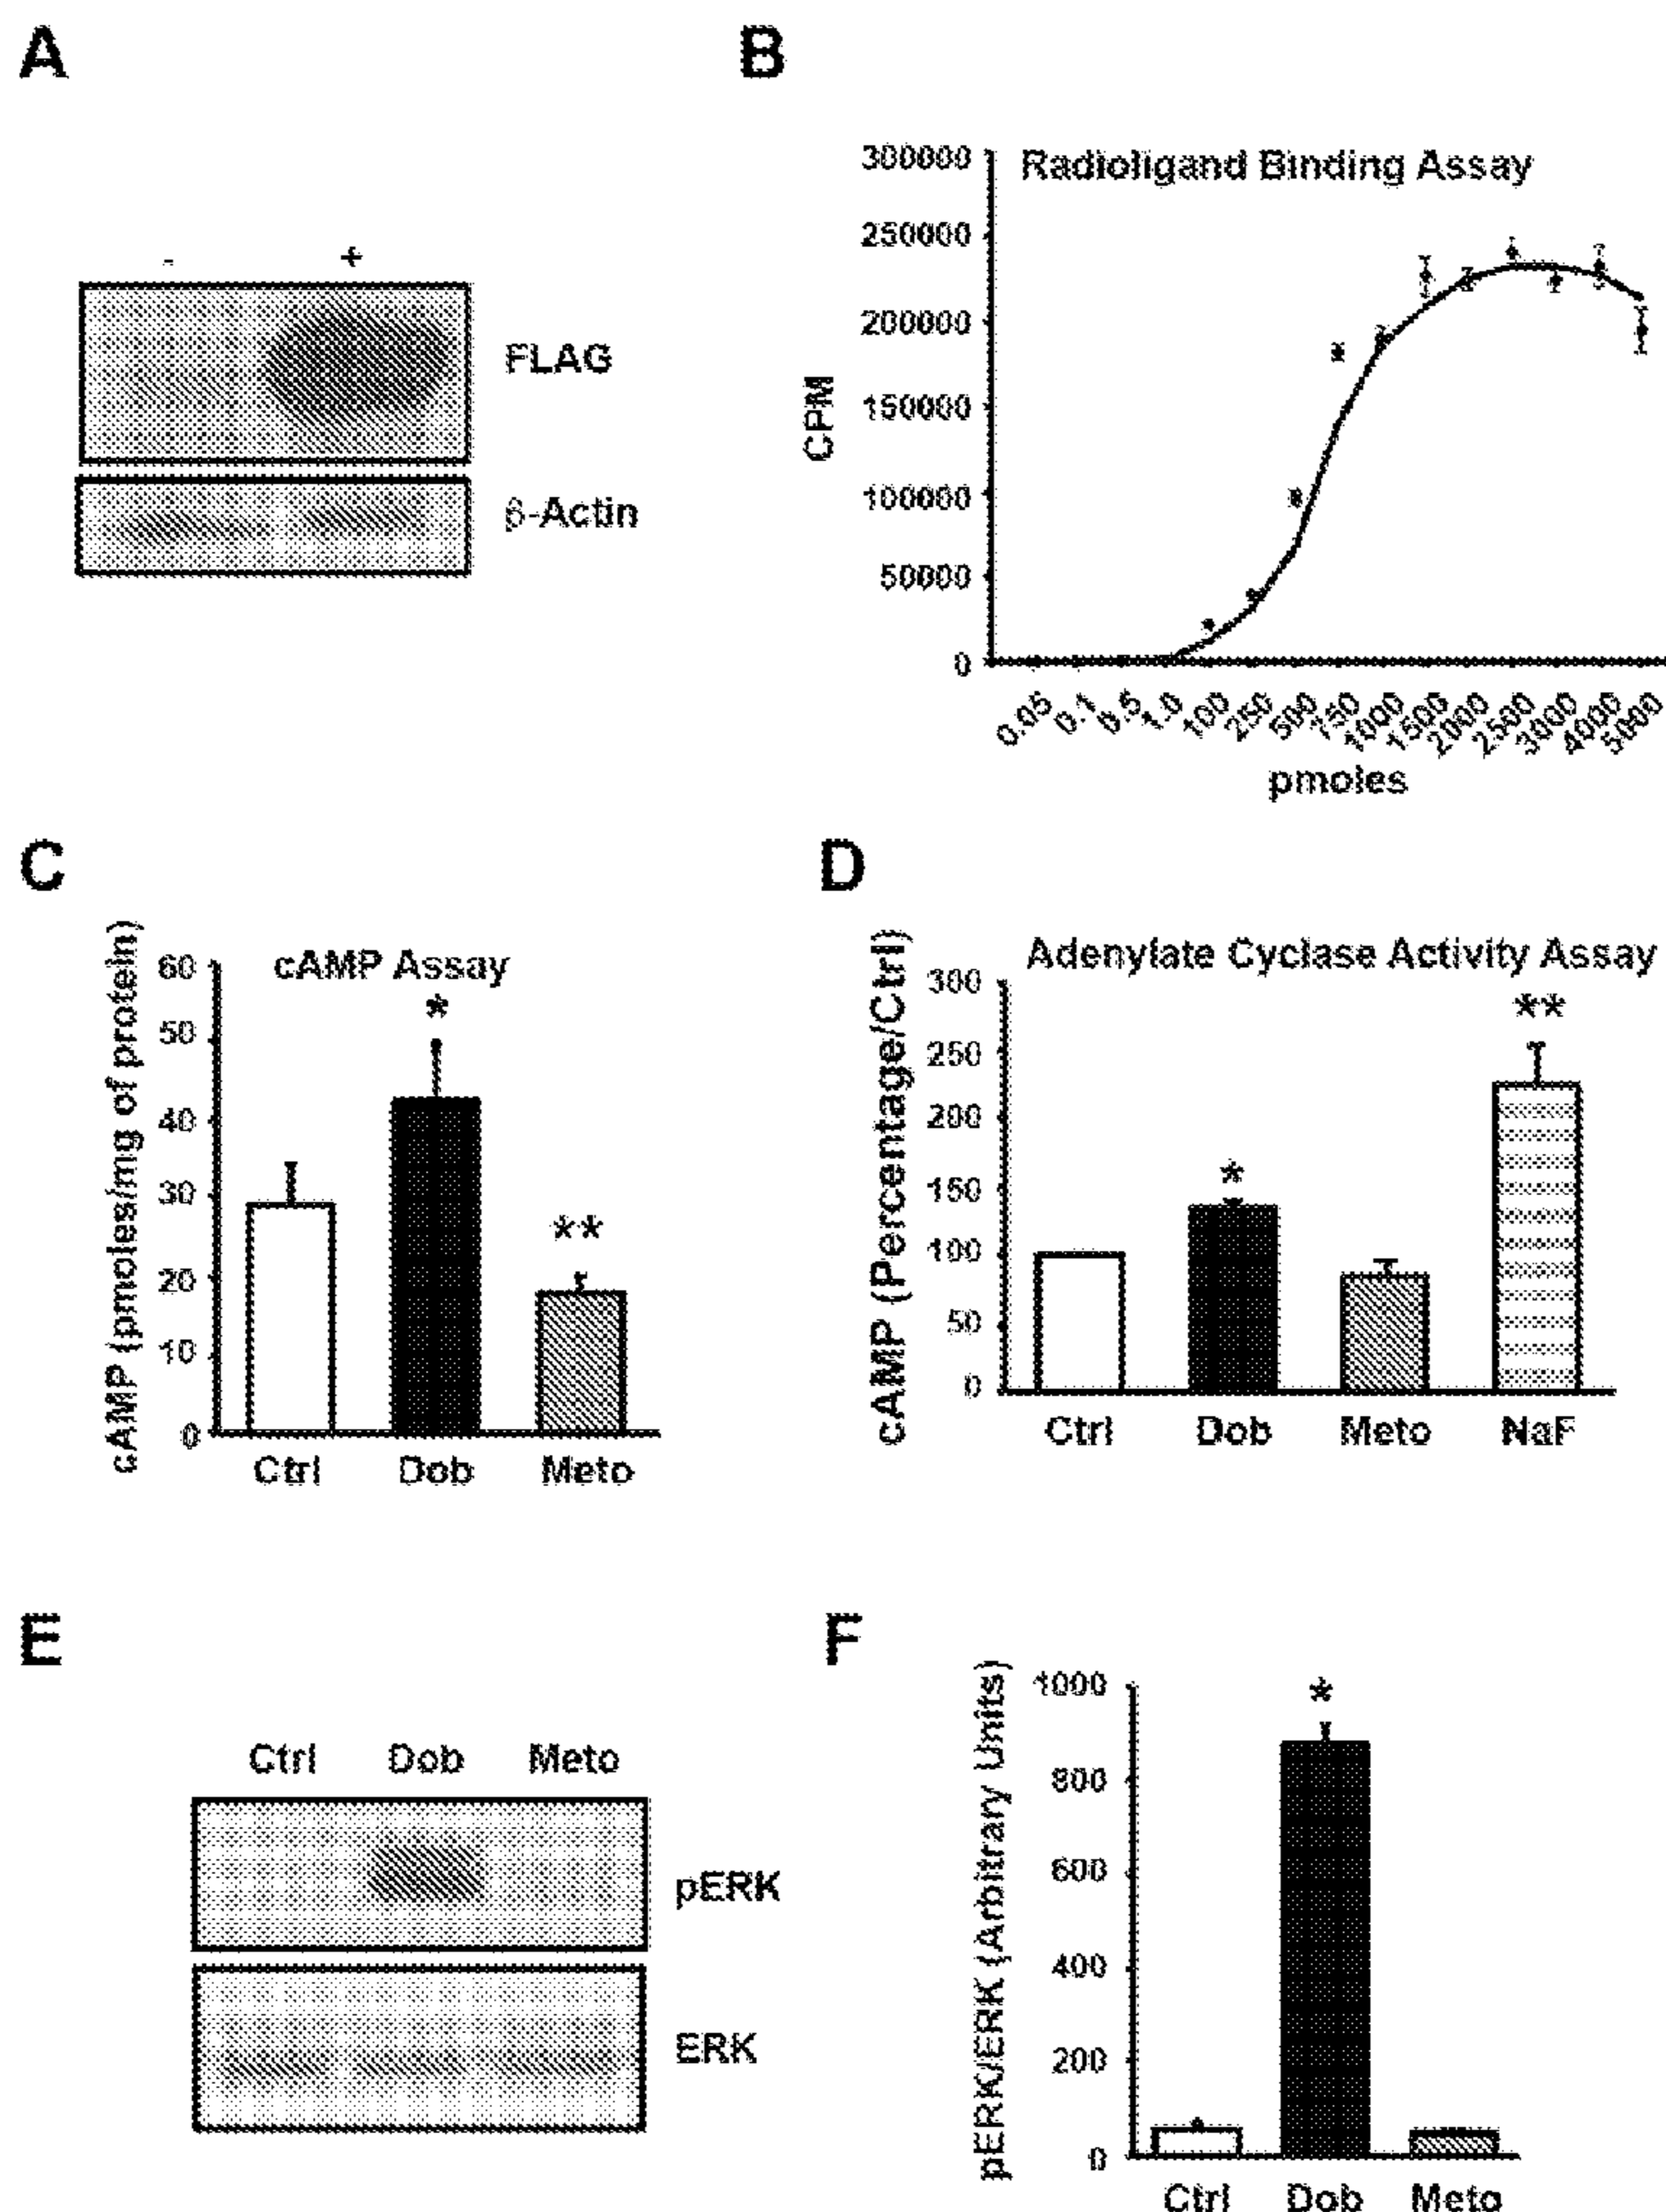 A
- +
FLAG
β-Actin
B
Radioligand Binding Assay
CPM
300000
250000
200000
150000
100000
50000
0
0.05 0.1 0.5 1.0 100 250 500 750 1000 1500 2000 2500 3000 4000 5000
pmoles
C
cAMP Assay
cAMP (pmoles/mg of protein)
60
50
40
30
20
10
0
*
**
Ctrl Dob Meto
D
Adenylate Cyclase Activity Assay
cAMP (Percentage/Ctrl)
300
250
200
150
100
50
0
*
**
Ctrl Dob Meto NaF
E
Ctrl Dob Meto
pERK
ERK
F
pERK/ERK (Arbitrary Units)
1000
800
600
400
200
0
*
Ctrl Dob Meto